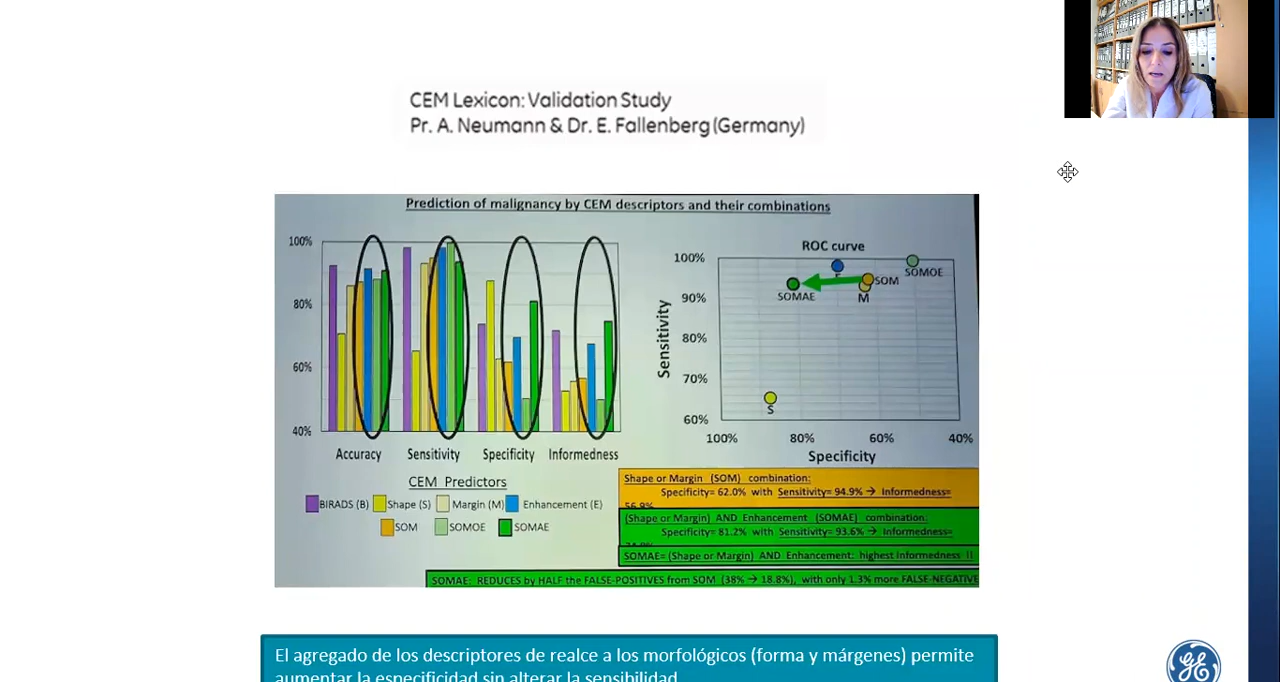 CEM Lexicon: Validation Study
Pr. A. Neumann & Dr. E. Fallenberg (Germany)
Prediction of malignancy by CEM descriptors and their combinations
100%
80%
60%
40%
Accuracy Sensitivity Specificity Informedness
CEM Predictors
BIRADS (B) Shape (S) Margin (M) Enhancement (E)
SOM SOMOE SOMAE
ROC curve
100%
90%
80%
70%
60%
Sensitivity
SOMOE
SOM
SOMAE
M
S
100% 80% 60% 40%
Specificity
Shape or Margin (SOM) combination:
Specificity= 62.0% with Sensitivity= 94.9% → Informedness=
56.9%
(Shape or Margin) AND Enhancement (SOMAE) combination:
Specificity= 81.2% with Sensitivity= 93.6% → Informedness=
SOMAE= (Shape or Margin) AND Enhancement: highest Informedness !!
SOMAE: REDUCES by HALF the FALSE-POSITIVES from SOM (38% → 18.8%), with only 1.3% more FALSE-NEGATIVE
El agregado de los descriptores de realce a los morfológicos (forma y márgenes) permite
aumentar la especificidad sin alterar la sensibilidad
GE